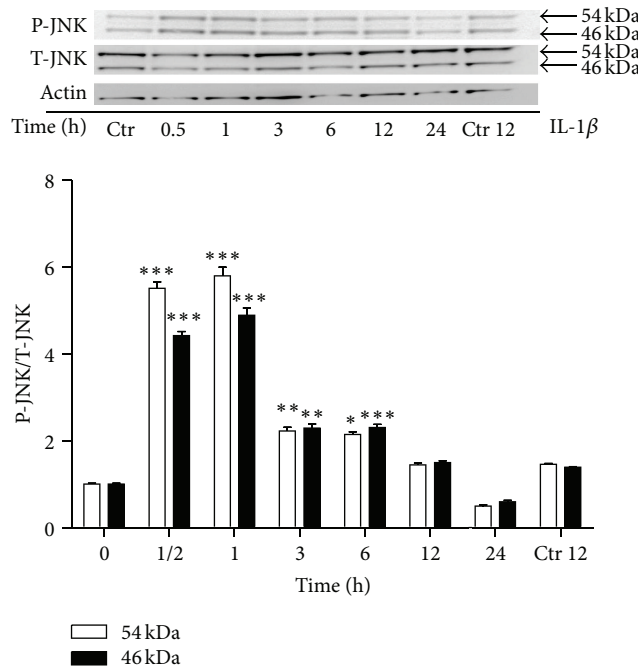 P-JNK
54 kDa
46 kDa
T-JNK
54 kDa
46 kDa
Actin
Time (h) Ctr 0.5 1 3 6 12 24 Ctr 12 IL-1β
8
6
4
2
0
P-JNK/T-JNK
*** *** *** *** ** ** * ***
0 1/2 1 3 6 12 24 Ctr 12
Time (h)
54 kDa
46 kDa